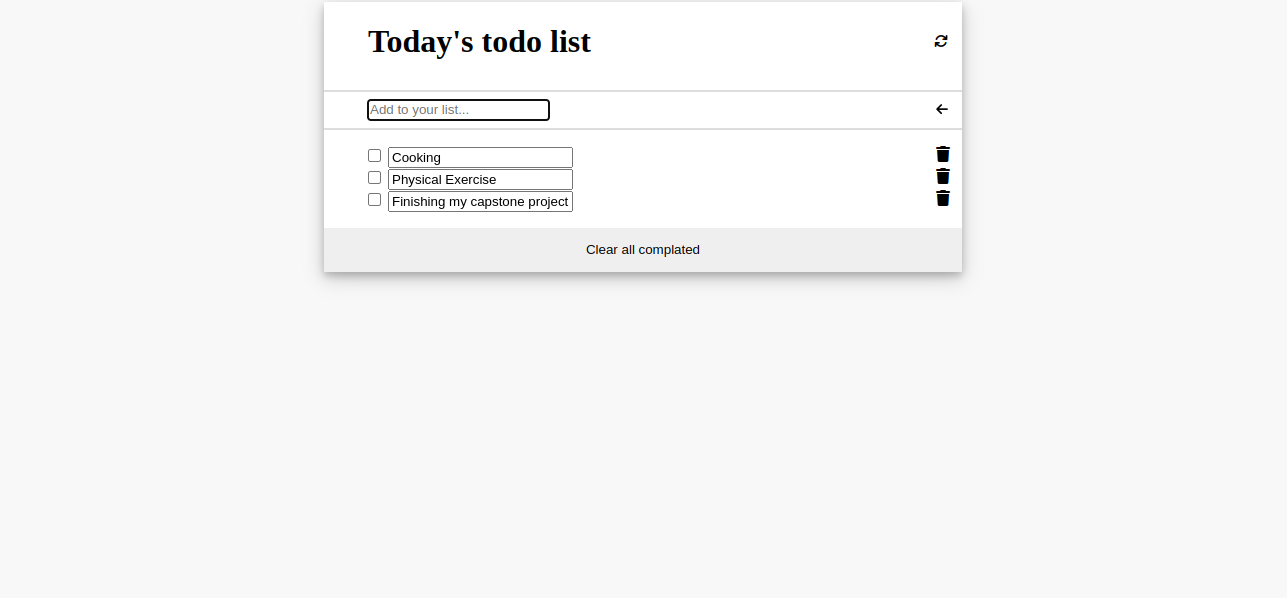 Today's todo list
Add to your list...
Cooking
Physical Exercise
Finishing my capstone project
Clear all complated